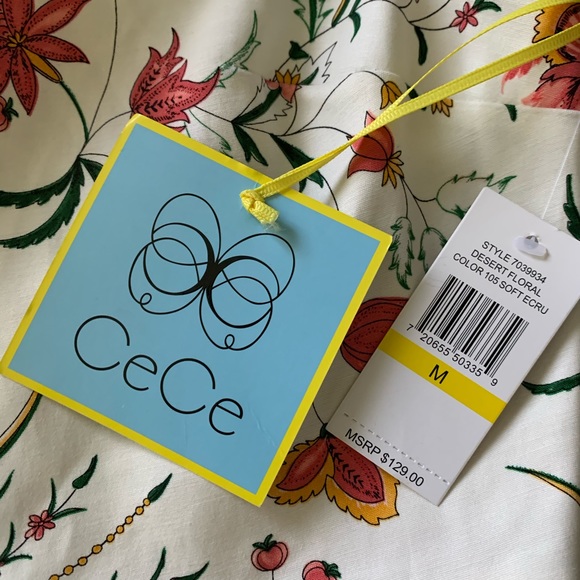 CeCe
STYLE 7039934
DESERT FLORAL
COLOR 105 SOFT ECRU
7 20655 50335 9
M
MSRP $129.00